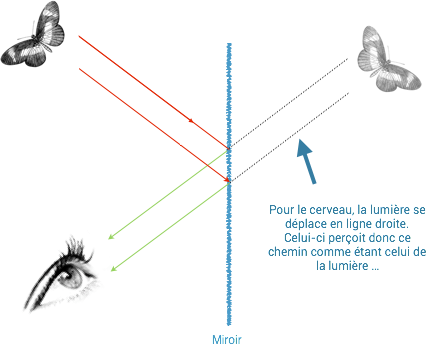 Pour le cerveau, la lumière se
déplace en ligne droite.
Celui-ci perçoit donc ce
chemin comme étant celui de
la lumière ...
Miroir